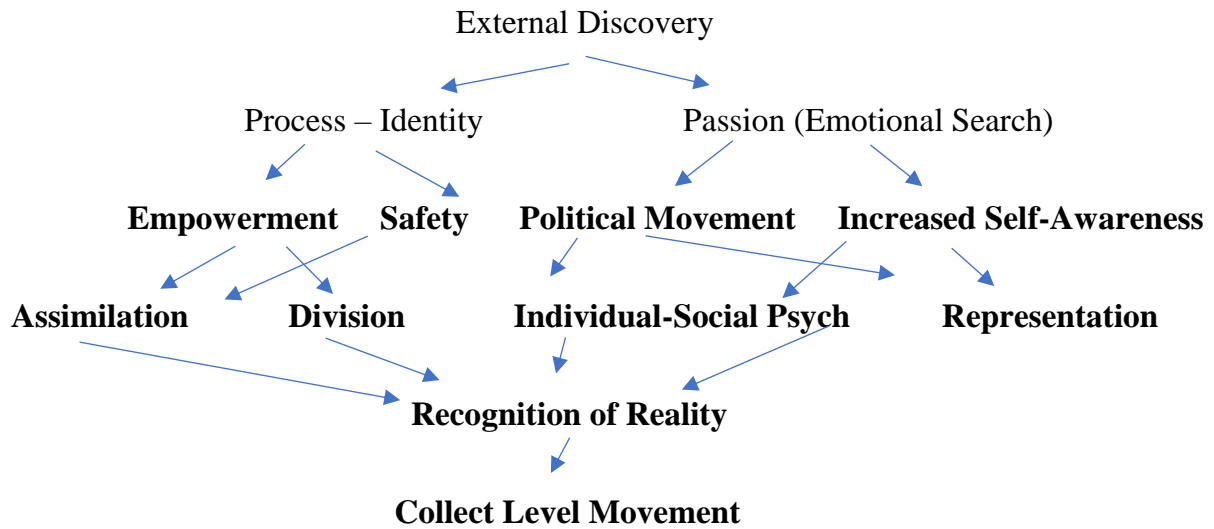 External Discovery
Process – Identity Passion (Emotional Search)
Empowerment Safety Political Movement Increased Self-Awareness
Assimilation Division Individual-Social Psych Representation
Recognition of Reality
Collect Level Movement